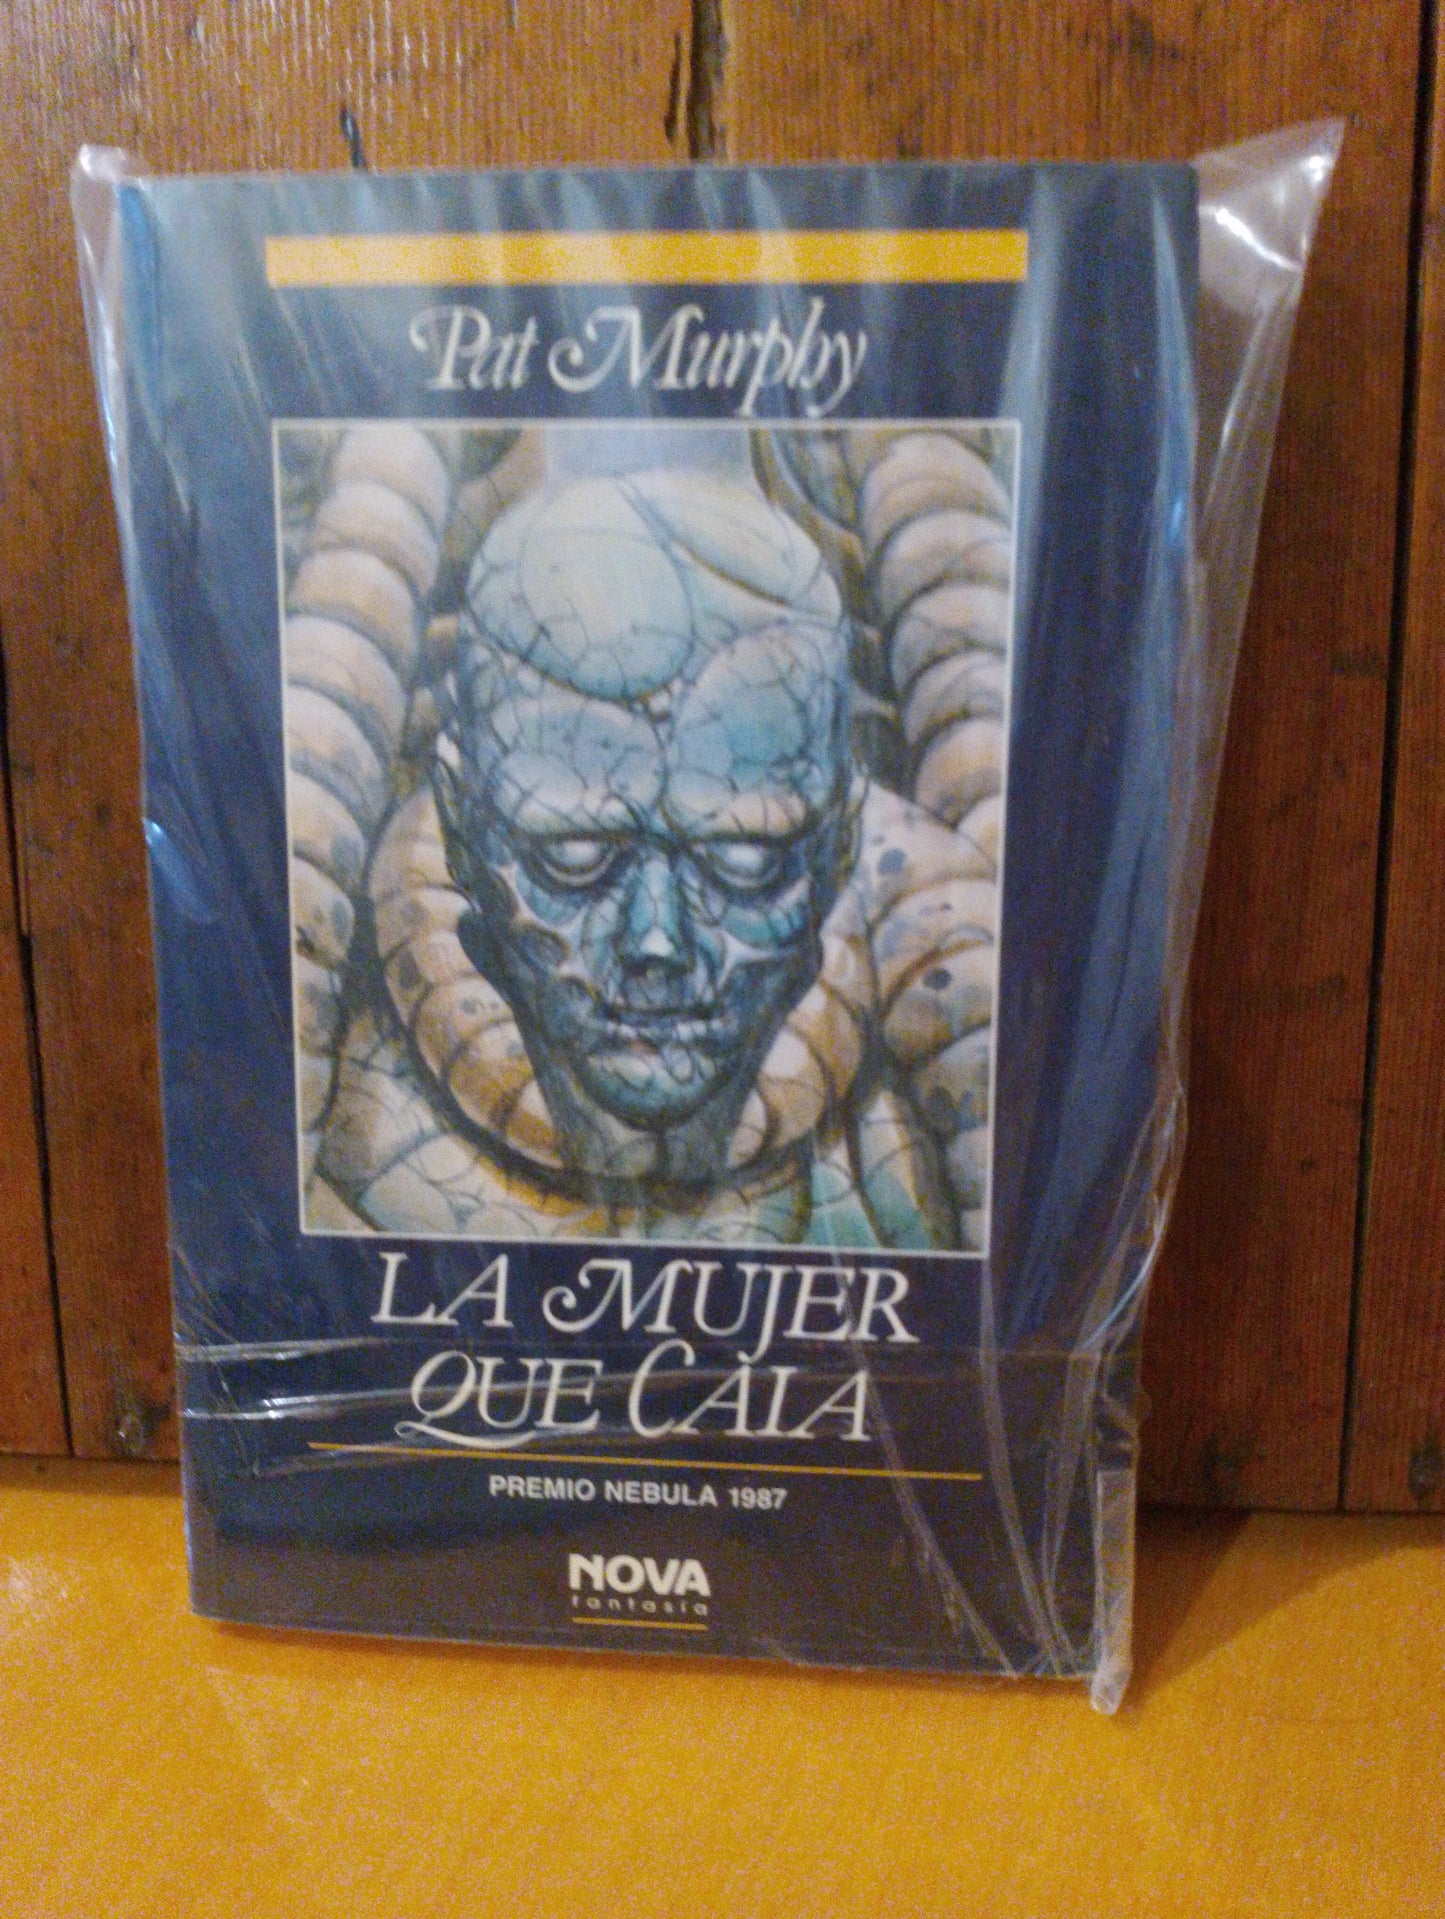 Pat Murphy
LA MUJER
QUE CAIA
PREMIO NEBULA 1987
NOVA
fantasía